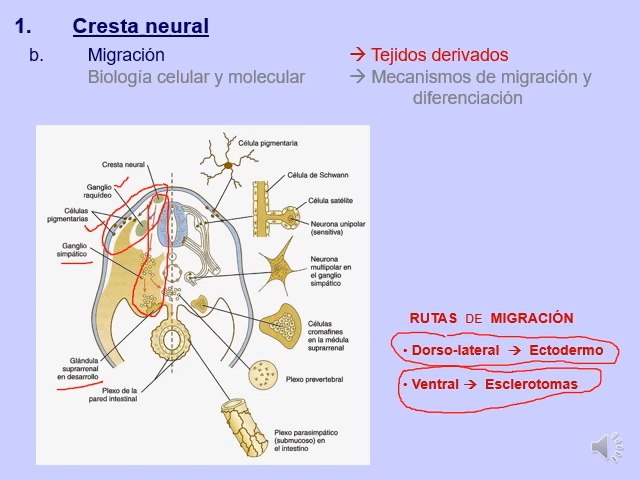 1. Cresta neural
b. Migración → Tejidos derivados
Biología celular y molecular → Mecanismos de migración y
diferenciación
Célula pigmentaria
Cresta neural
Ganglio
raquídeo
Células
pigmentarias
Ganglio
simpático
Glándula
suprarrenal
en desarrollo
Plexo de la
pared intestinal
Célula de Schwann
Célula satélite
Neurona unipolar
(sensitiva)
Neurona
multipolar en
el ganglio
simpático
Células
cromafines
en la médula
suprarrenal
Plexo prevertebral
Plexo parasimpático
(submucoso) en
el intestino
RUTAS DE MIGRACIÓN
• Dorso-lateral → Ectodermo
• Ventral → Esclerotomas